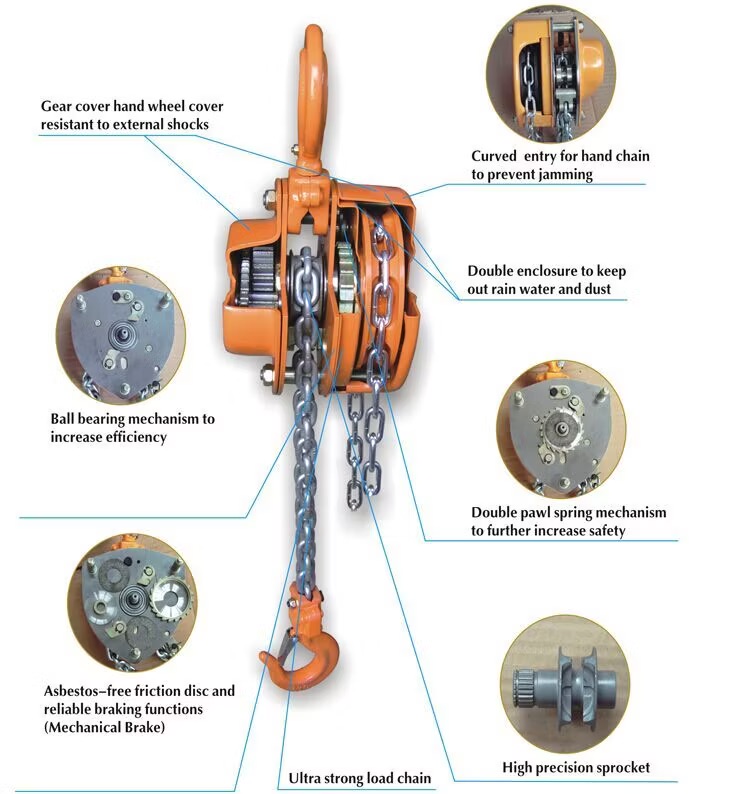 Gear cover hand wheel cover
resistant to external shocks
Curved entry for hand chain
to prevent jamming
Double enclosure to keep
out rain water and dust
Ball bearing mechanism to
increase efficiency
Double pawl spring mechanism
to further increase safety
Asbestos–free friction disc and
reliable braking functions
(Mechanical Brake)
Ultra strong load chain
High precision sprocket